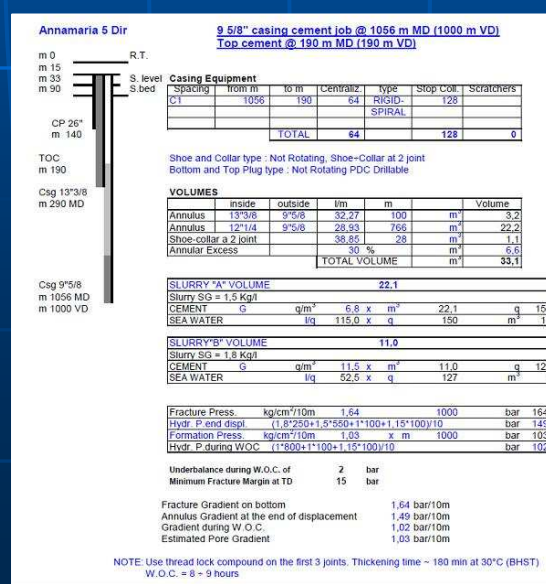 Annamaria 5 Dir
9 5/8" casing cement job @ 1056 m MD (1000 m VD)
Top cement @ 190 m MD (190 m VD)
m 0 R.T.
m 15
m 33 S. level
m 90 S.bed
CP 26"
m 140
TOC
m 190
Csg 13"3/8
m 290 MD
Csg 9"5/8
m 1056 MD
m 1000 VD
Casing Equipment
Spacing from m to m Centraliz. type Stop Coll. Scratchers
C1 1056 190 64 RIGID- 128
SPIRAL
TOTAL 64 128 0
Shoe and Collar type : Not Rotating, Shoe÷Collar at 2 joint
Bottom and Top Plug type : Not Rotating PDC Drillable
VOLUMES
inside outside l/m m Volume
Annulus 13"3/8 9"5/8 32,27 100 m³ 3,2
Annulus 12"1/4 9"5/8 28,93 766 m³ 22,2
Shoe-collar a 2 joint 38,85 28 m³ 1,1
Annular Excess 30 % m³ 6,6
TOTAL VOLUME m³ 33,1
SLURRY "A" VOLUME 22,1
Slurry SG = 1,5 Kg/l
CEMENT G q/m³ 6,8 x m³ 22,1 q 15
SEA WATER l/q 115,0 x q 150 m³ 1
SLURRY"B" VOLUME 11,0
Slurry SG = 1,8 Kg/l
CEMENT G q/m³ 11,5 x m³ 11,0 q 12
SEA WATER l/q 52,5 x q 127 m³
Fracture Press. kg/cm²/10m 1,64 1000 bar 164
Hydr. P.end displ. (1,8*250+1,5*550+1*100+1,15*100)/10 bar 149
Formation Press. kg/cm²/10m 1,03 x m 1000 bar 103
Hydr. P.during WOC (1*800+1*100+1,15*100)/10 bar 102
Underbalance during W.O.C. of 2 bar
Minimum Fracture Margin at TD 15 bar
Fracture Gradient on bottom 1,64 bar/10m
Annulus Gradient at the end of displacement 1,49 bar/10m
Gradient during W.O.C. 1,02 bar/10m
Estimated Pore Gradient 1,03 bar/10m
NOTE: Use thread lock compound on the first 3 joints. Thickening time ~ 180 min at 30°C (BHST)
W.O.C. = 8 ÷ 9 hours